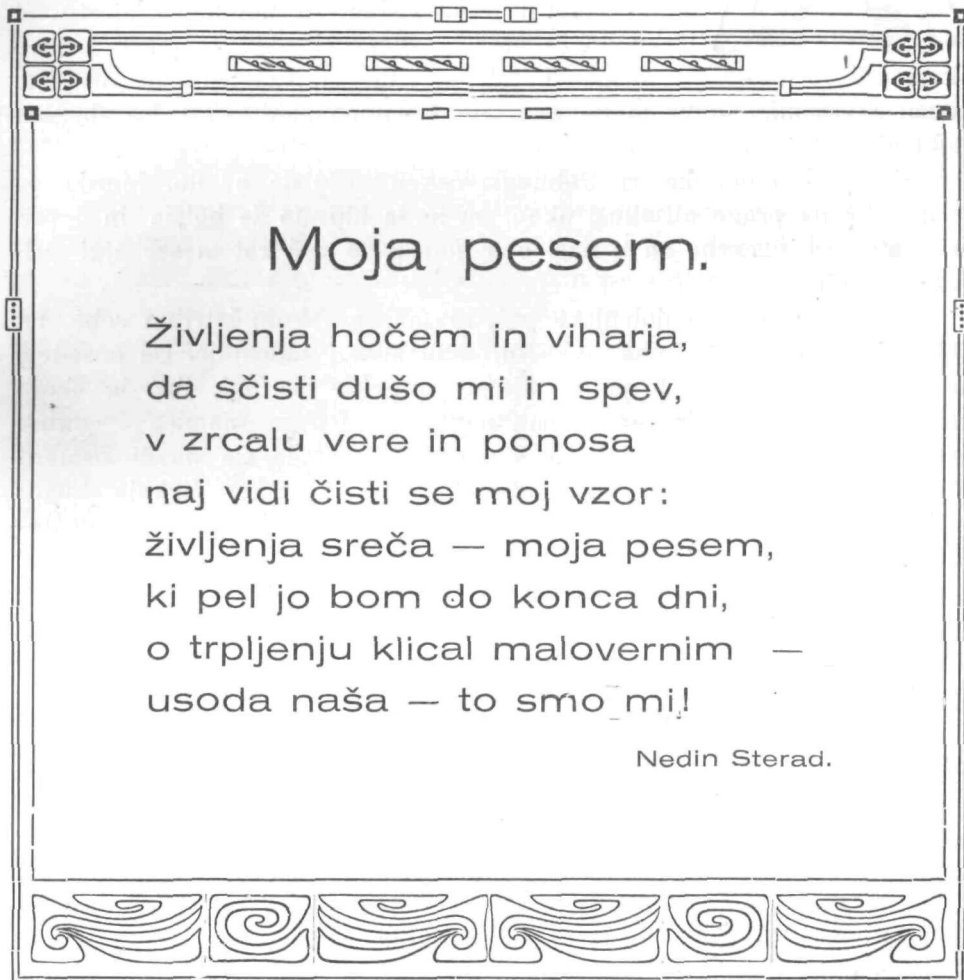 Moja pesem.
Življenja hočem in viharja,
da sčisti dušo mi in spev,
v zrcalu vere in ponosa
naj vidi čisti se moj vzor:
življenja sreča — moja pesem,
ki pel jo bom do konca dni,
o trpljenju klical malovernim —
usoda naša — to smo mi!
Nedin Sterad.